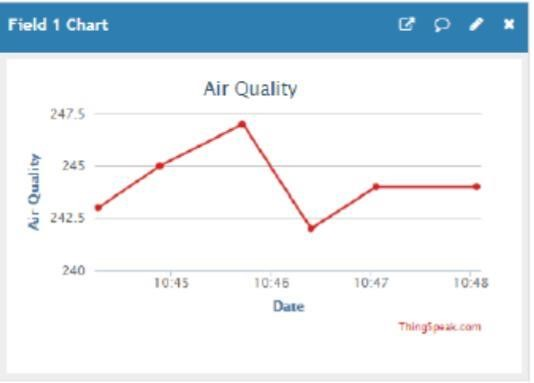 Field 1 Chart
Air Quality
247.5
245
242.5
240
Air Quality
10:45 10:46 10:47 10:48
Date
ThingSpeak.com